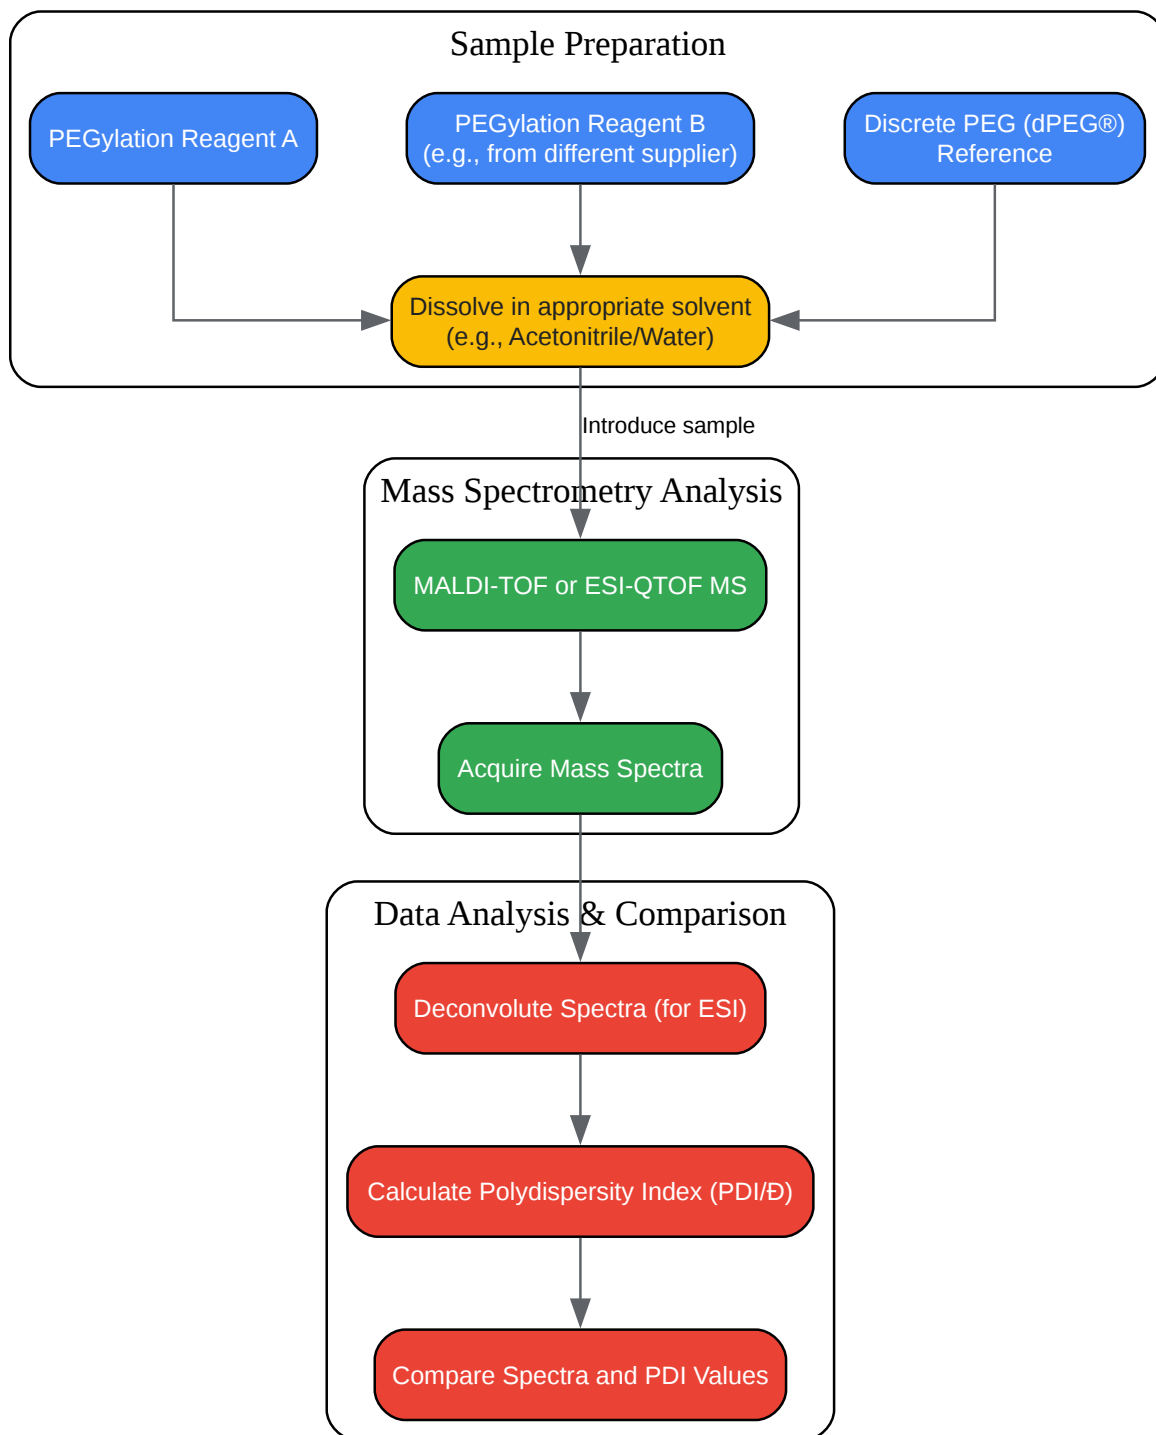 Sample Preparation
PEGylation Reagent A
PEGylation Reagent B
(e.g., from different supplier)
Discrete PEG (dPEG®)
Reference
Dissolve in appropriate solvent
(e.g., Acetonitrile/Water)
Introduce sample
Mass Spectrometry Analysis
MALDI-TOF or ESI-QTOF MS
Acquire Mass Spectra
Data Analysis & Comparison
Deconvolute Spectra (for ESI)
Calculate Polydispersity Index (PDI/Đ)
Compare Spectra and PDI Values